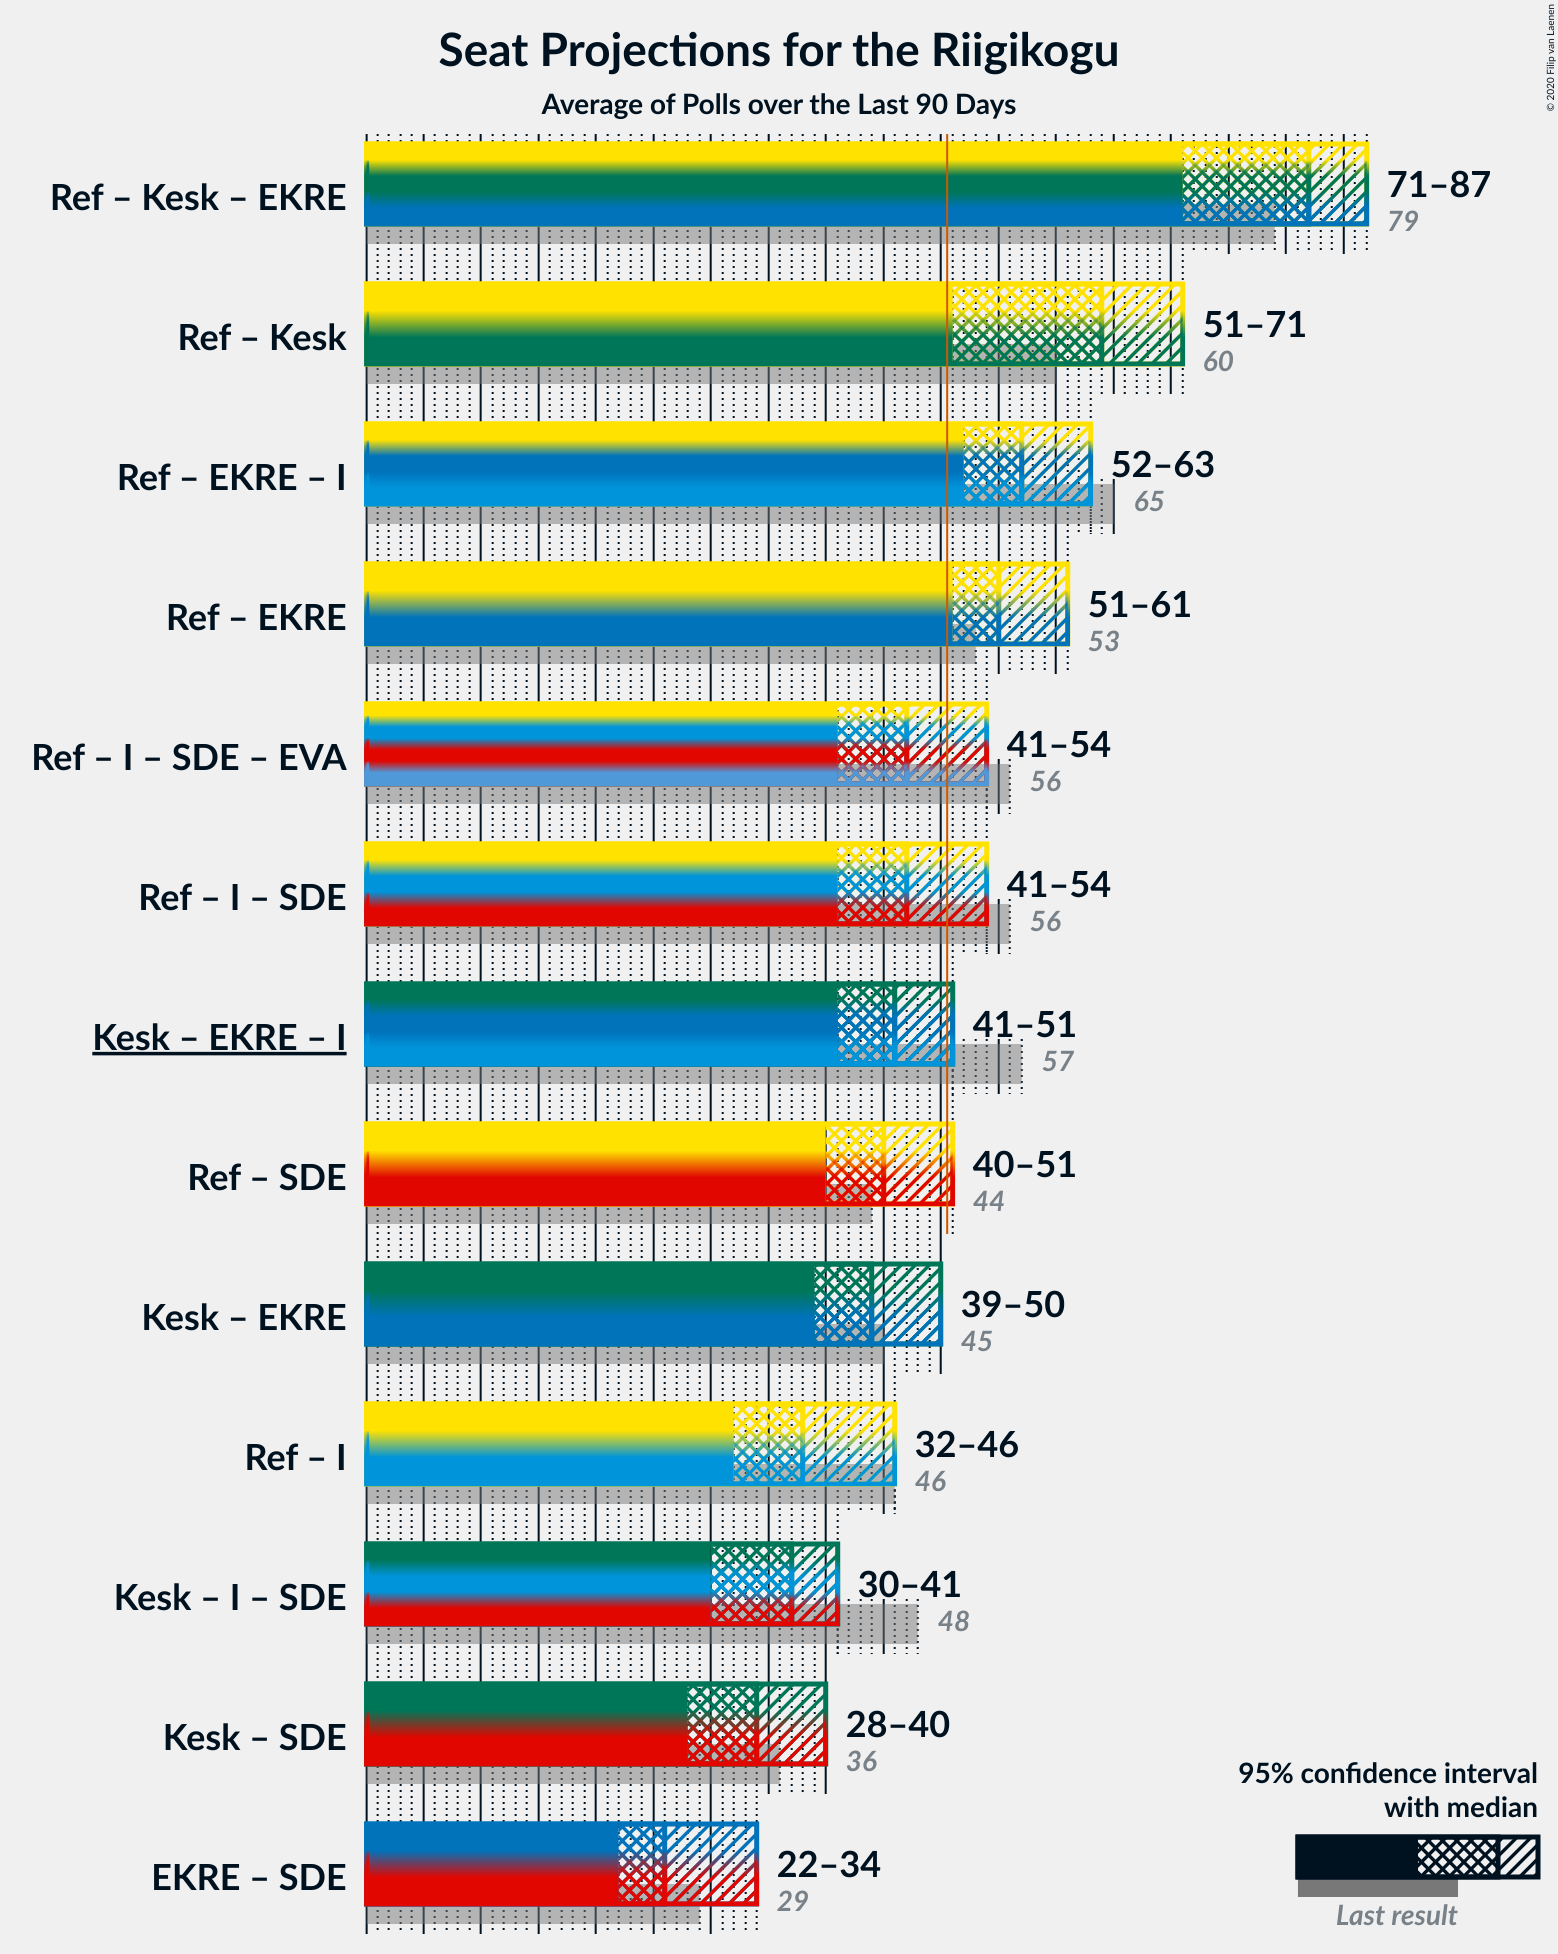 Seat Projections for the Riigikogu
Average of Polls over the Last 90 Days
© 2020 Filip van Laenen
Ref – Kesk – EKRE
71–87
79
Ref – Kesk
51–71
60
Ref – EKRE – I
52–63
65
Ref – EKRE
51–61
53
Ref – I – SDE – EVA
41–54
56
Ref – I – SDE
41–54
56
Kesk – EKRE – I
41–51
57
Ref – SDE
40–51
44
Kesk – EKRE
39–50
45
Ref – I
32–46
46
Kesk – I – SDE
30–41
48
Kesk – SDE
28–40
36
EKRE – SDE
22–34
29
95% confidence interval
with median
Last result